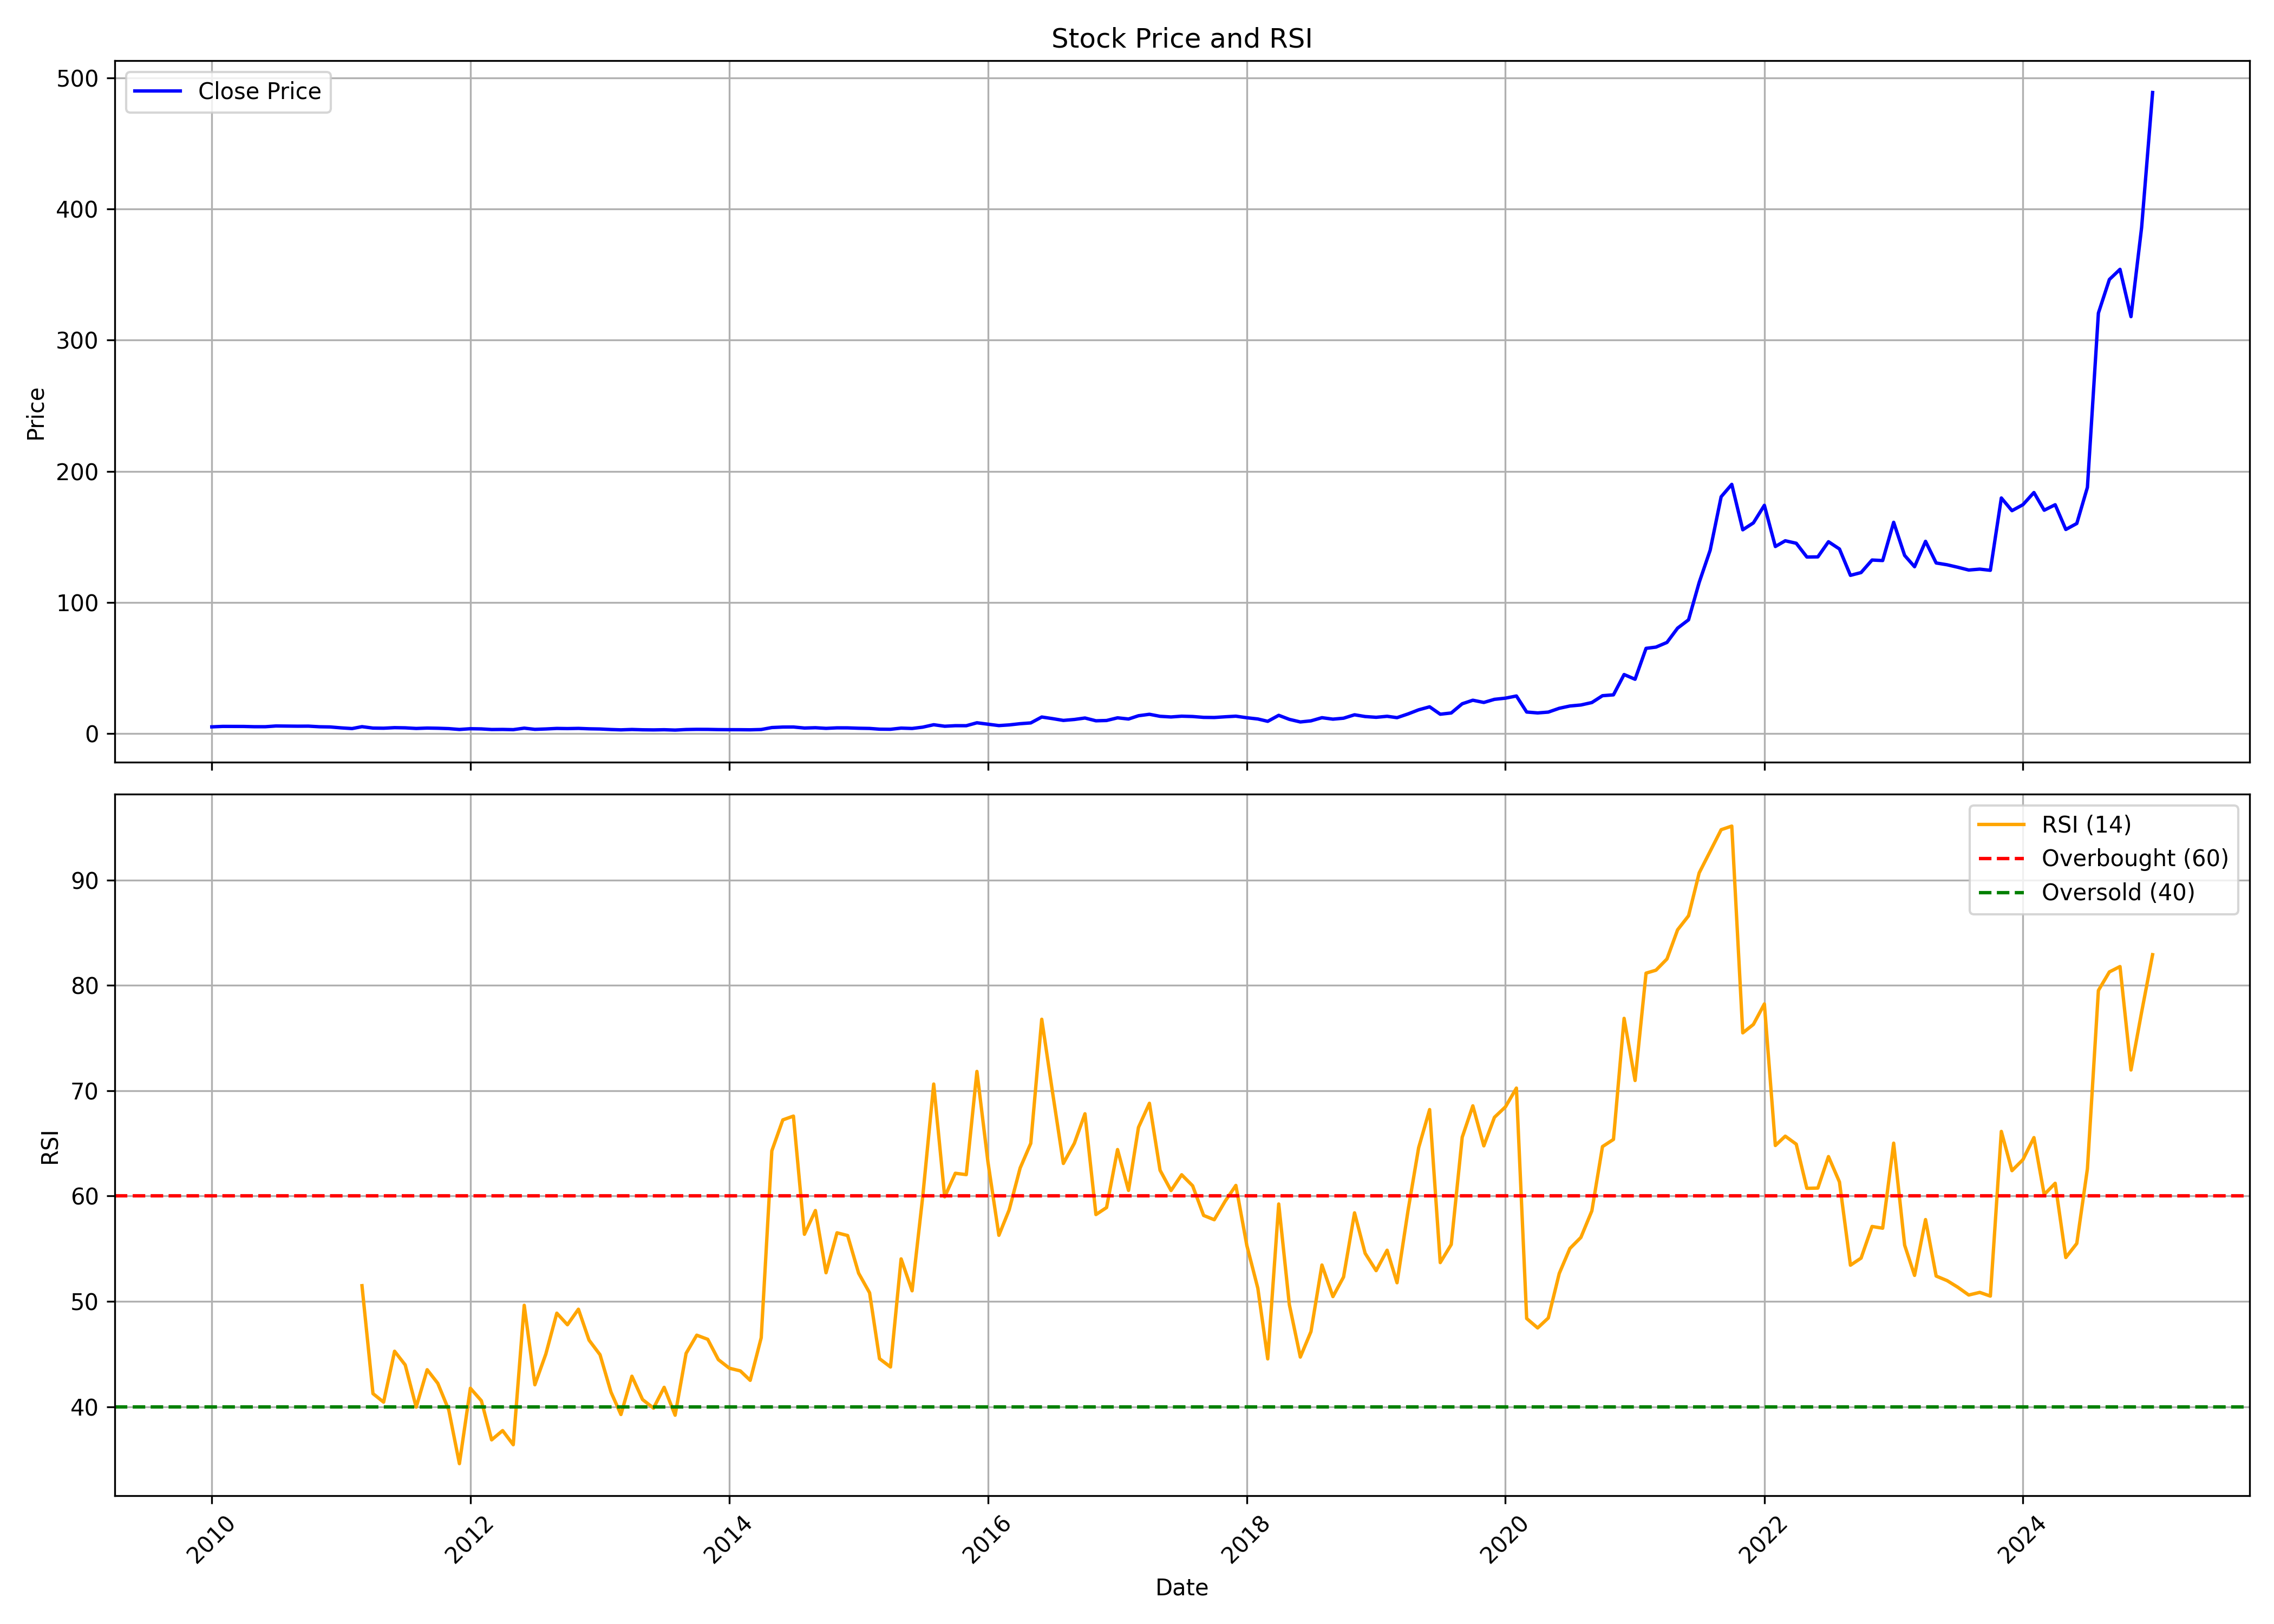 Stock Price and RSI
Close Price
500
400
300
200
100
0
Price
RSI (14)
Overbought (60)
Oversold (40)
90
80
70
60
50
40
RSI
2010
2012
2014
2016
2018
2020
2022
2024
Date